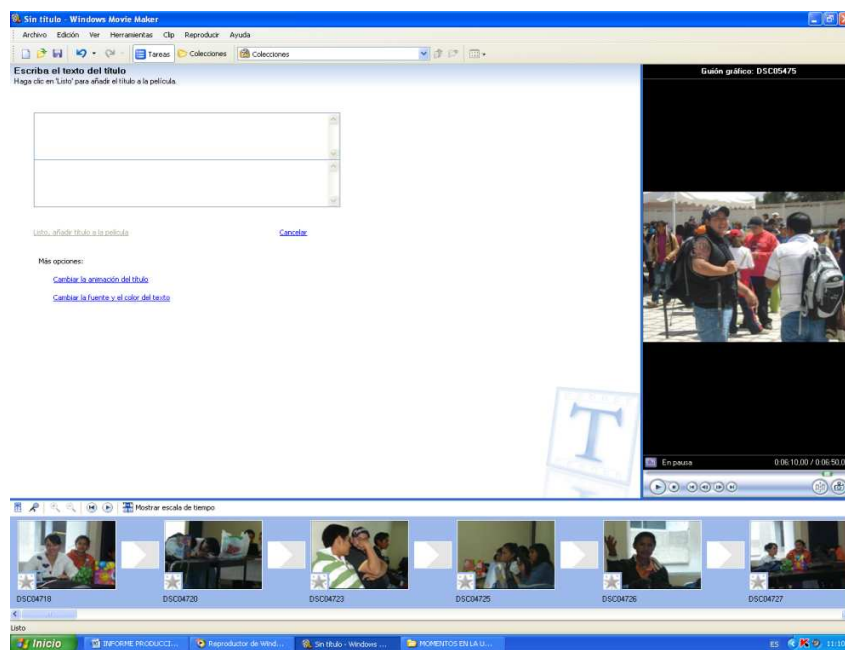 Sin título - Windows Movie Maker
Archivo Edición Ver Herramientas Clip Reproducir Ayuda
Tareas Colecciones Colecciones
Escriba el texto del título
Haga clic en 'Listo' para añadir el título a la película.
Guión gráfico: DSC05475
Listo, añadir título a la película Cancelar
Más opciones:
Cambiar la animación del título
Cambiar la fuente y el color del texto
T
En pausa 0:06:10,00 / 0:06:50,0
Mostrar escala de tiempo
DSC04718 DSC04720 DSC04723 DSC04725 DSC04726 DSC04727
Listo
Inicio INFORME PRODUCCI... Reproductor de Wind... Sin título - Windows ... MOMENTOS EN LA U... ES 11:10